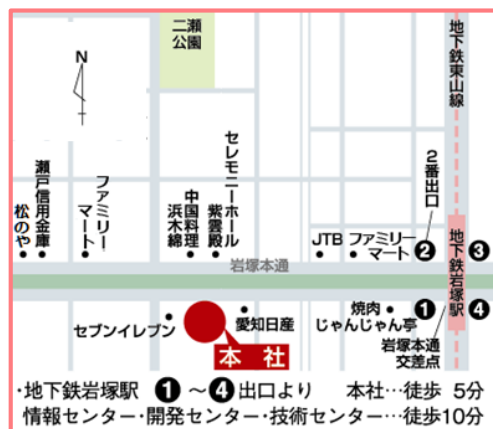 二瀬
公園
N
地下鉄東山線
瀬戸信用金庫
松のや
ファミリー
マート
セレモニーホール
紫雲殿
中国料理
浜木綿
2番出口
JTB
ファミリー
マート
❷
❸
岩塚本通
地下鉄岩塚駅
❶
❹
セブンイレブン
愛知日産
焼肉
じゃんじゃん亭
岩塚本通
交差点
本 社
・地下鉄岩塚駅 ❶ ～ ❹ 出口より 本社…徒歩 5分
情報センター・開発センター・技術センター…徒歩10分